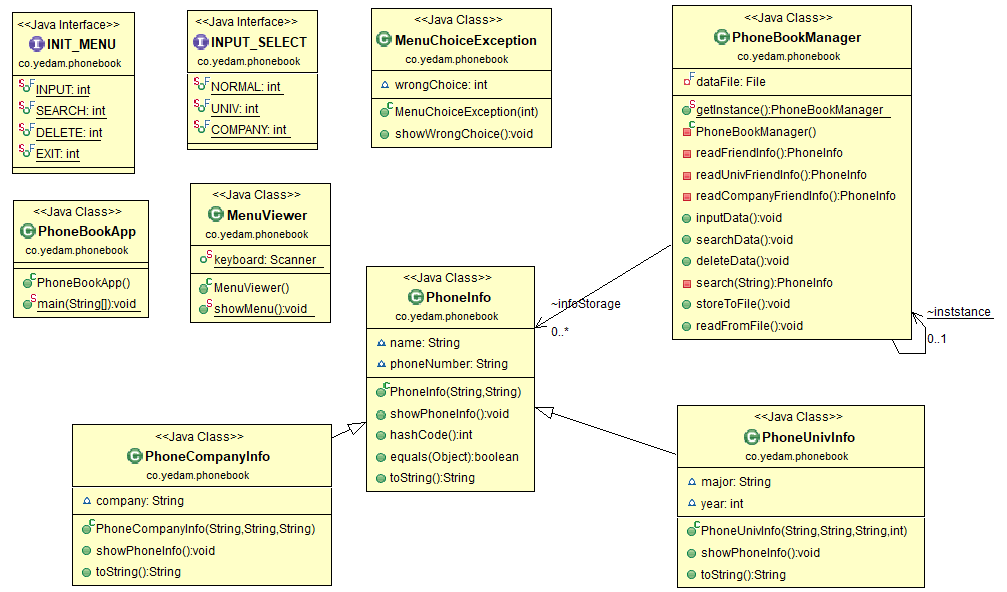 <<Java Interface>>
INIT_MENU
co.yedam.phonebook
INPUT: int
SEARCH: int
DELETE: int
EXIT: int
<<Java Interface>>
INPUT_SELECT
co.yedam.phonebook
NORMAL: int
UNIV: int
COMPANY: int
<<Java Class>>
MenuChoiceException
co.yedam.phonebook
wrongChoice: int
MenuChoiceException(int)
showWrongChoice():void
<<Java Class>>
PhoneBookManager
co.yedam.phonebook
dataFile: File
getInstance():PhoneBookManager
PhoneBookManager()
readFriendInfo():PhoneInfo
readUnivFriendInfo():PhoneInfo
readCompanyFriendInfo():PhoneInfo
inputData():void
searchData():void
deleteData():void
search(String):PhoneInfo
storeToFile():void
readFromFile():void
~inststance
0..1
<<Java Class>>
PhoneBookApp
co.yedam.phonebook
PhoneBookApp()
main(String[]):void
<<Java Class>>
MenuViewer
co.yedam.phonebook
keyboard: Scanner
MenuViewer()
showMenu():void
~infoStorage
0..*
<<Java Class>>
PhoneInfo
co.yedam.phonebook
name: String
phoneNumber: String
PhoneInfo(String,String)
showPhoneInfo():void
hashCode():int
equals(Object):boolean
toString():String
<<Java Class>>
PhoneCompanyInfo
co.yedam.phonebook
company: String
PhoneCompanyInfo(String,String,String)
showPhoneInfo():void
toString():String
<<Java Class>>
PhoneUnivInfo
co.yedam.phonebook
major: String
year: int
PhoneUnivInfo(String,String,String,int)
showPhoneInfo():void
toString():String